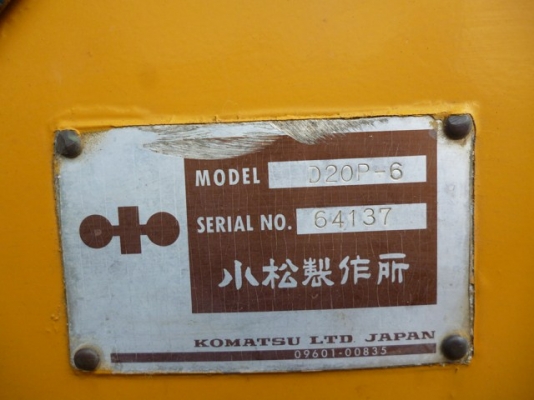 MODEL D20P-6
SERIAL NO. 64137
小松製作所
KOMATSU LTD JAPAN
09601-00835